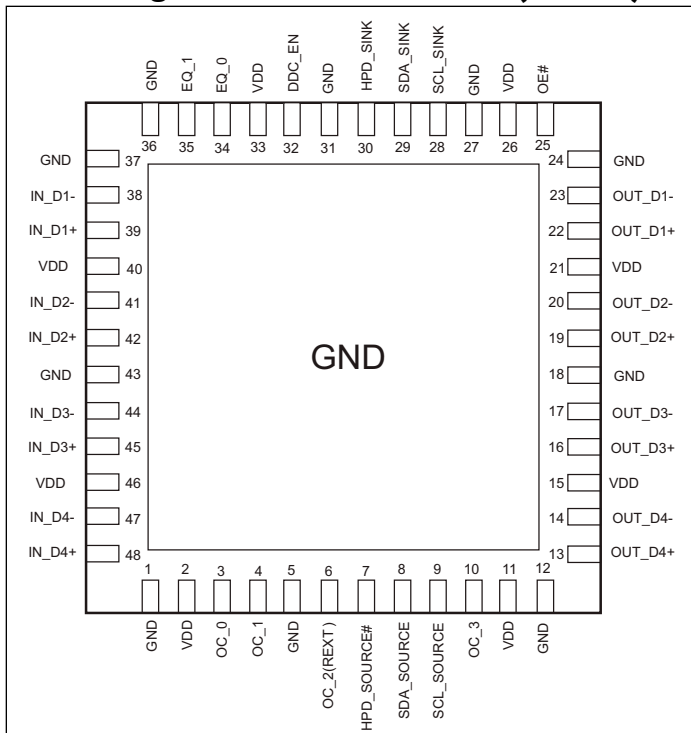 GND EQ_1 EQ_0 VDD DDC_EN GND HPD_SINK SDA_SINK SCL_SINK GND VDD OE#
36 35 34 33 32 31 30 29 28 27 26 25
GND 37 24 GND
IN_D1- 38 23 OUT_D1-
IN_D1+ 39 22 OUT_D1+
VDD 40 21 VDD
IN_D2- 41 20 OUT_D2-
IN_D2+ 42 19 OUT_D2+
GND
GND 43 18 GND
IN_D3- 44 17 OUT_D3-
IN_D3+ 45 16 OUT_D3+
VDD 46 15 VDD
IN_D4- 47 14 OUT_D4-
IN_D4+ 48 13 OUT_D4+
1 2 3 4 5 6 7 8 9 10 11 12
GND VDD OC_0 OC_1 GND OC_2(REXT) HPD_SOURCE# SDA_SOURCE SCL_SOURCE OC_3 VDD GND